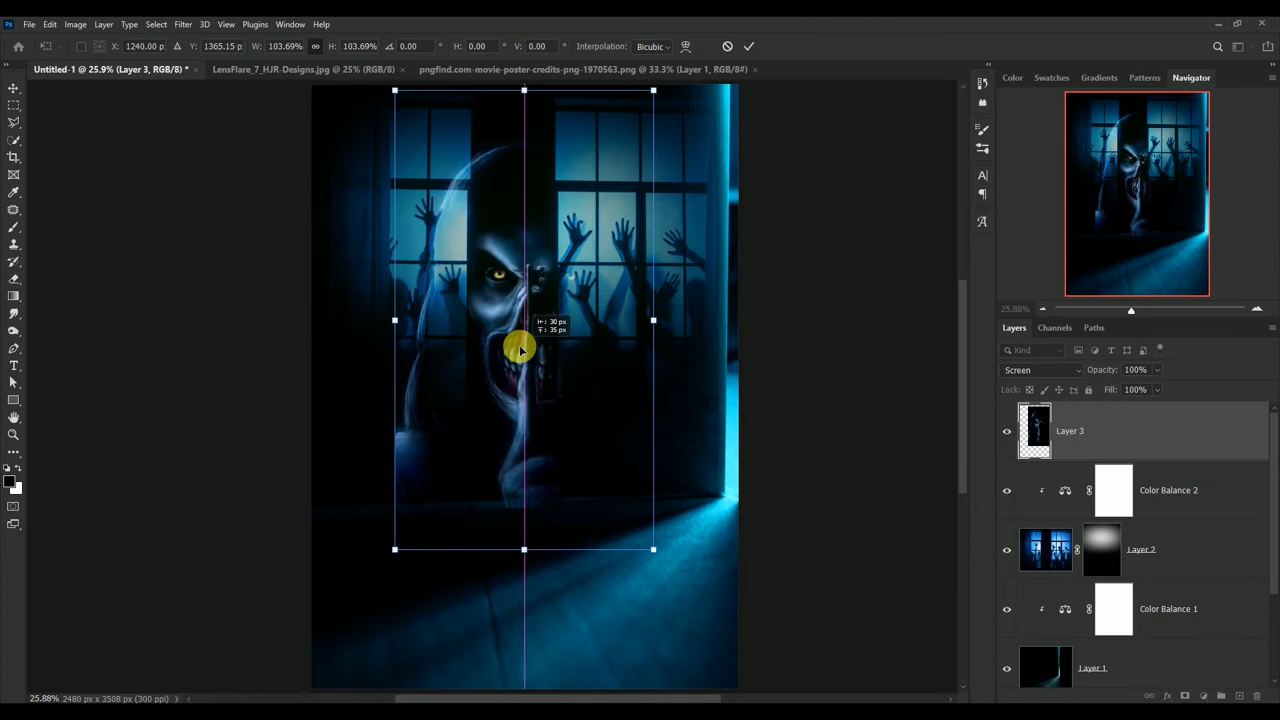 Ps File Edit Image Layer Type Select Filter 3D View Plugins Window Help
X: 1240.00 p Y: 1365.15 p W: 103.69% H: 103.69% 0.00 ° H: 0.00 ° V: 0.00 ° Interpolation: Bicubic
Untitled-1 @ 25.9% (Layer 3, RGB/8) * × LensFlare_7_HJR-Designs.jpg @ 25% (RGB/8) × pngfind.com-movie-poster-credits-png-1970563.png @ 33.3% (Layer 1, RGB/8#) ×
Color Swatches Gradients Patterns Navigator
25.88%
Layers Channels Paths
Kind
Screen Opacity: 100%
Lock: Fill: 100%
Layer 3
Color Balance 2
Layer 2
Color Balance 1
Layer 1
: 30 px
: 35 px
25.88% 2480 px x 3508 px (300 ppi)